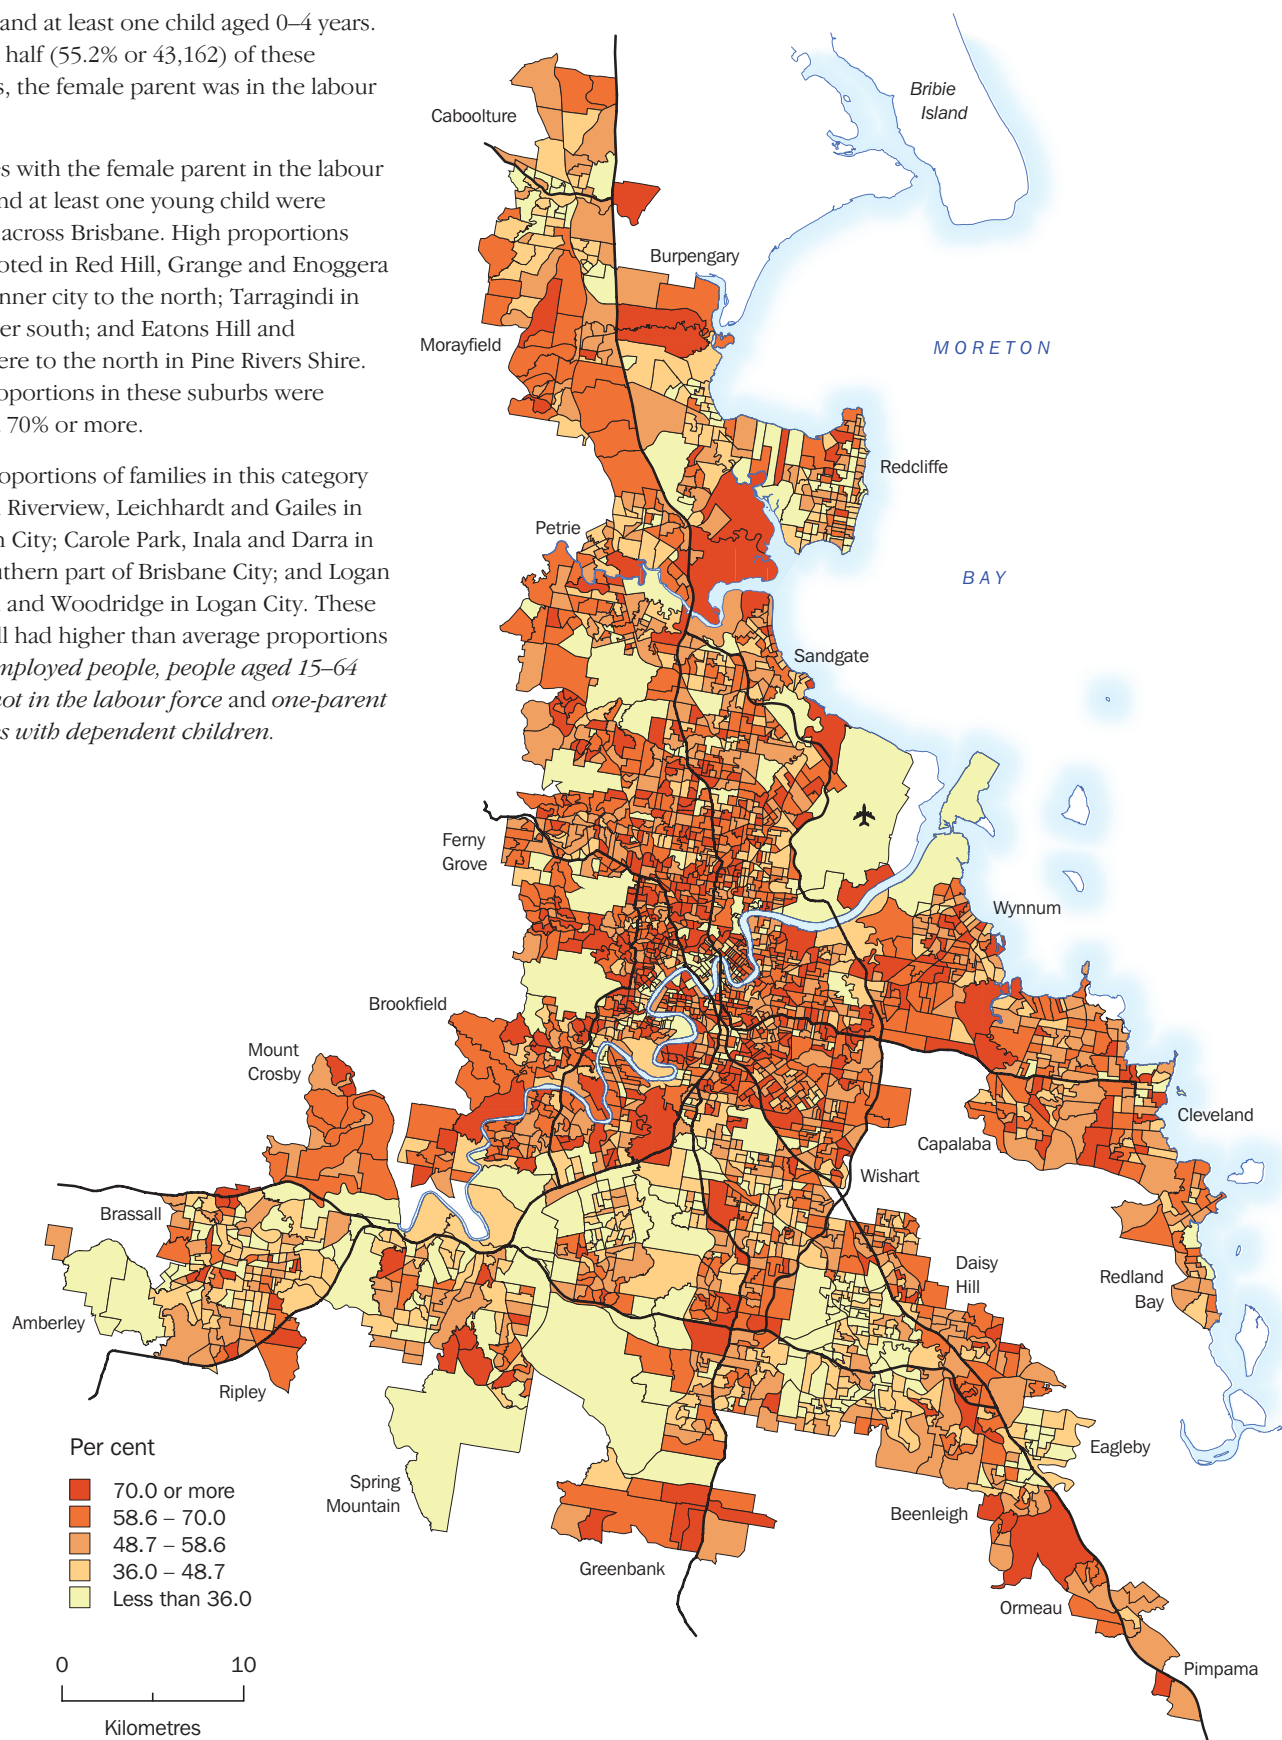 and at least one child aged 0–4 years.
half (55.2% or 43,162) of these
s, the female parent was in the labour
es with the female parent in the labour
nd at least one young child were
across Brisbane. High proportions
oted in Red Hill, Grange and Enoggera
nner city to the north; Tarragindi in
er south; and Eatons Hill and
ere to the north in Pine Rivers Shire.
oportions in these suburbs were
70% or more.
oportions of families in this category
Riverview, Leichhardt and Gailes in
h City; Carole Park, Inala and Darra in
uthern part of Brisbane City; and Logan
and Woodridge in Logan City. These
ll had higher than average proportions
mployed people, people aged 15–64
not in the labour force and one-parent
es with dependent children.
Caboolture
Bribie
Island
Burpengary
Morayfield
MORETON
Redcliffe
Petrie
BAY
Sandgate
Ferny
Grove
Wynnum
Brookfield
Mount
Crosby
Cleveland
Capalaba
Wishart
Brassall
Daisy
Hill
Redland
Bay
Amberley
Ripley
Eagleby
Spring
Mountain
Beenleigh
Greenbank
Ormeau
Pimpama
Per cent
70.0 or more
58.6 – 70.0
48.7 – 58.6
36.0 – 48.7
Less than 36.0
0 10
Kilometres